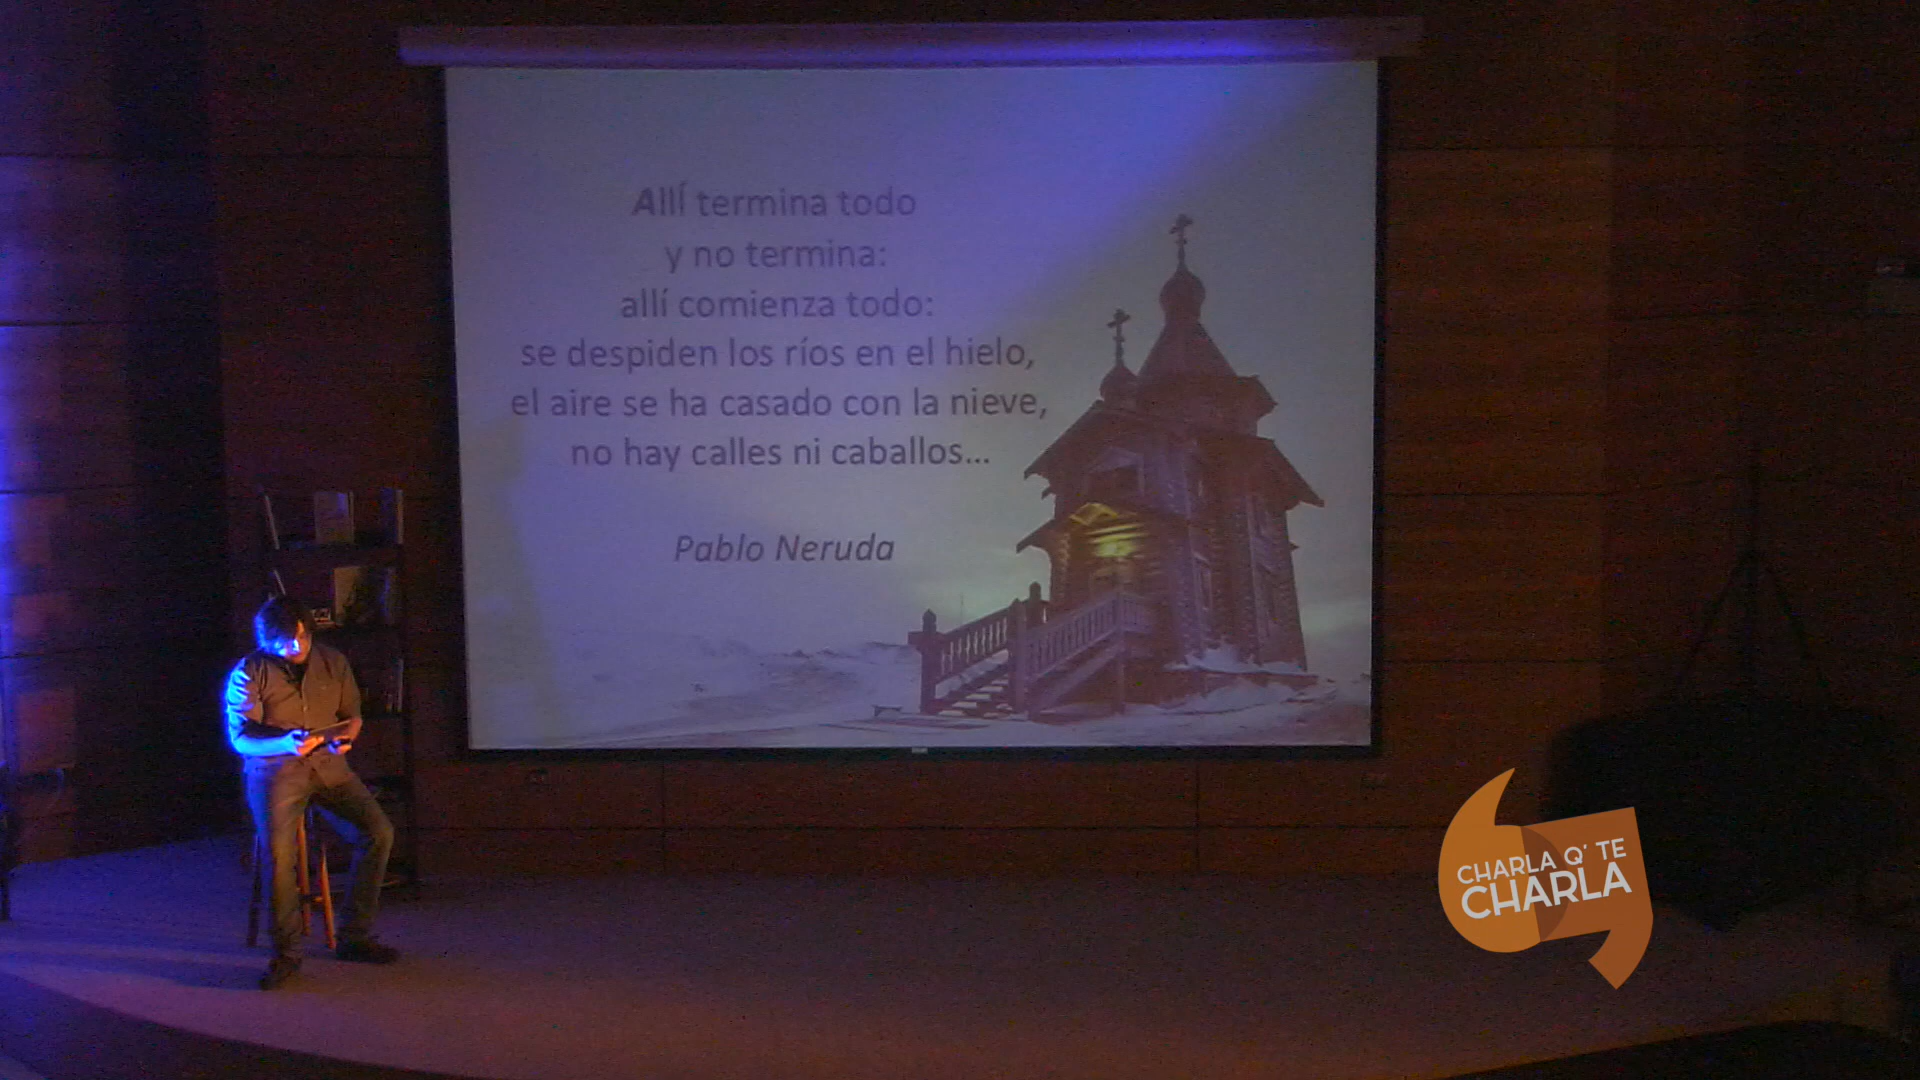 Allí termina todo
y no termina:
allí comienza todo:
se despiden los ríos en el hielo,
el aire se ha casado con la nieve,
no hay calles ni caballos...
Pablo Neruda
CHARLA Q' TE
CHARLA